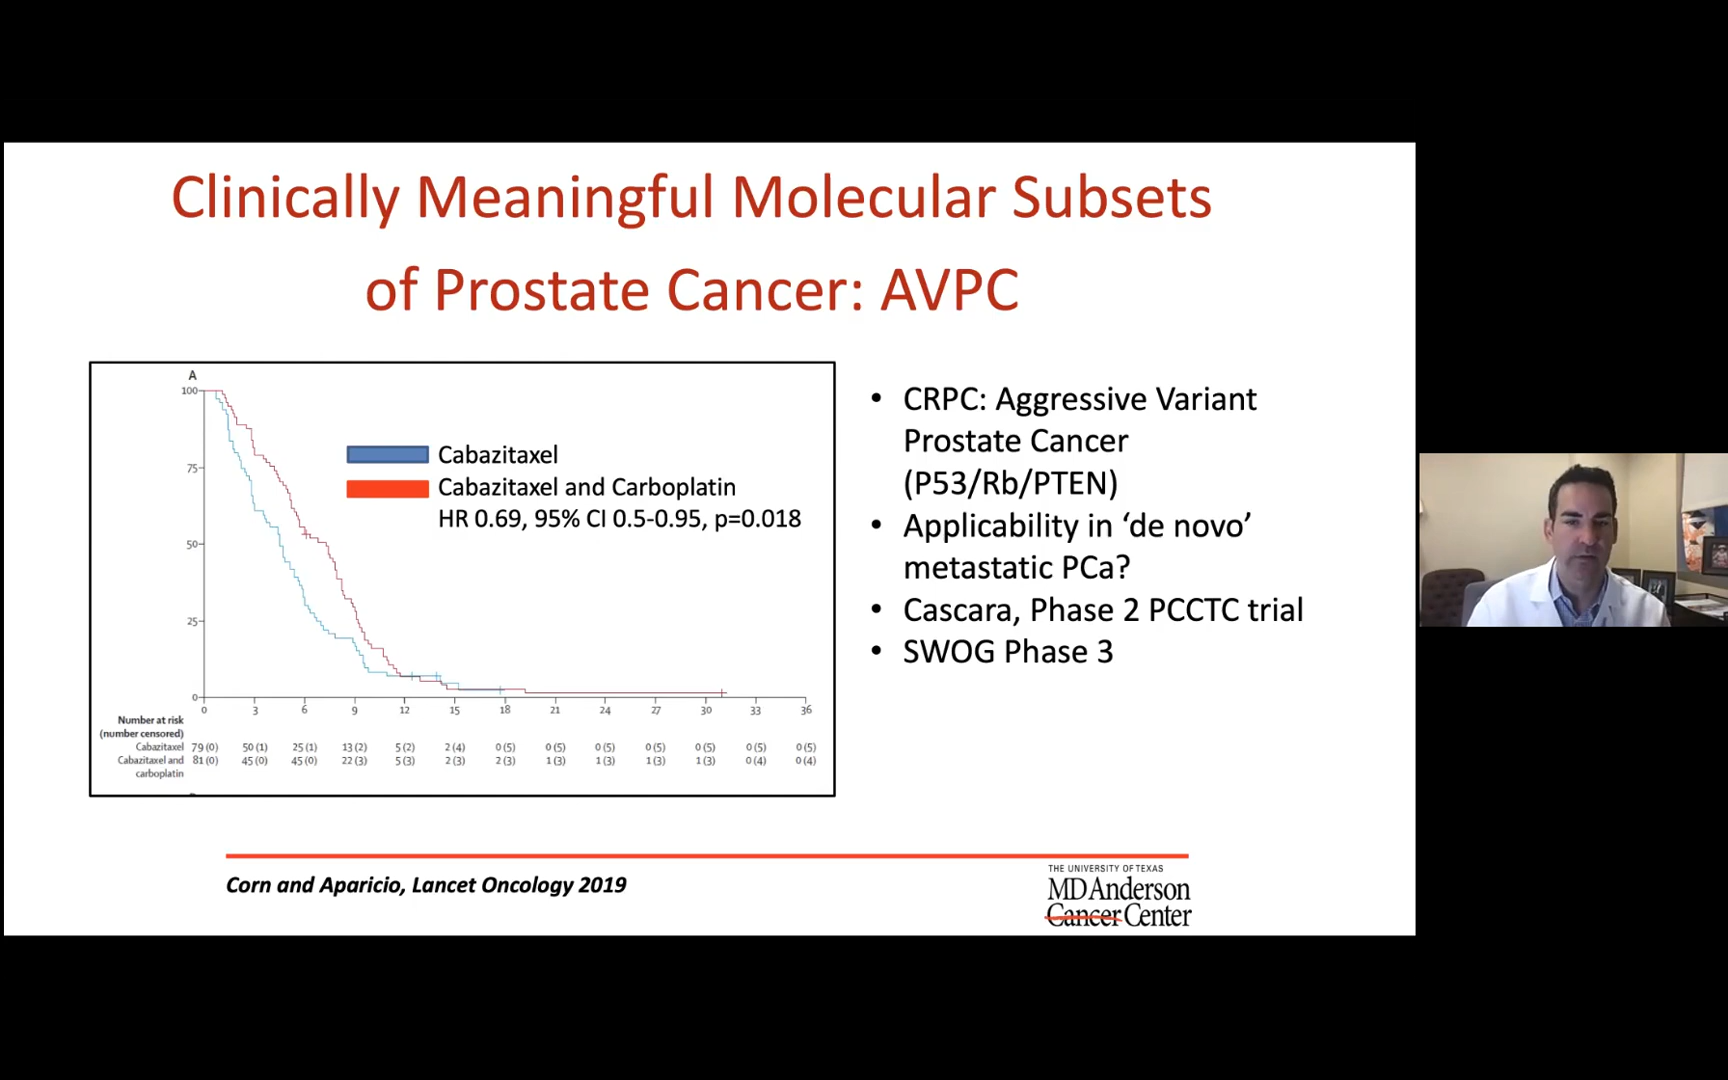 Clinically Meaningful Molecular Subsets
of Prostate Cancer: AVPC
A
100
75
50
25
0
Cabazitaxel
Cabazitaxel and Carboplatin
HR 0.69, 95% CI 0.5-0.95, p=0.018
0 3 6 9 12 15 18 21 24 27 30 33 36
Number at risk
(number censored)
Cabazitaxel 79 (0) 50 (1) 25 (1) 13 (2) 5 (2) 2 (4) 0 (5) 0 (5) 0 (5) 0 (5) 0 (5) 0 (5) 0 (5)
Cabazitaxel and 81 (0) 45 (0) 45 (0) 22 (3) 5 (3) 2 (3) 2 (3) 1 (3) 1 (3) 1 (3) 1 (3) 0 (4) 0 (4)
carboplatin
• CRPC: Aggressive Variant
Prostate Cancer
(P53/Rb/PTEN)
• Applicability in ‘de novo’
metastatic PCa?
• Cascara, Phase 2 PCCTC trial
• SWOG Phase 3
Corn and Aparicio, Lancet Oncology 2019
THE UNIVERSITY OF TEXAS
MD Anderson
Cancer Center